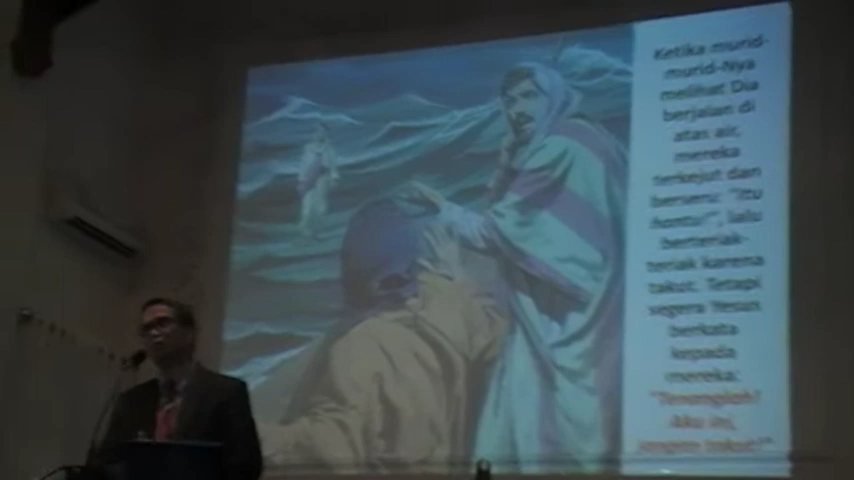 Ketika murid-
murid-Nya
melihat Dia
berjalan di
atas air,
mereka
terkejut dan
berseru: "Itu
hantu!", lalu
berteriak-
teriak karena
takut. Tetapi
segera Yesus
berkata
kepada
mereka:
"Tenanglah!
Aku ini,
jangan takut!"